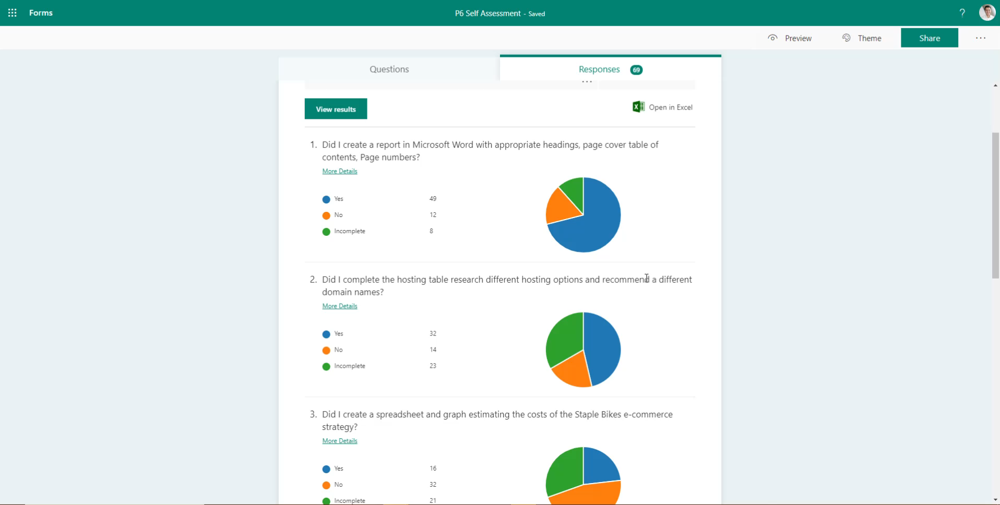 Forms
P6 Self Assessment - Saved
?
Preview
Theme
Share
...
Questions
Responses 69
...
View results
Open in Excel
1. Did I create a report in Microsoft Word with appropriate headings, page cover table of
contents, Page numbers?
More Details
Yes 49
No 12
Incomplete 8
2. Did I complete the hosting table research different hosting options and recommend a different
domain names?
More Details
Yes 32
No 14
Incomplete 23
3. Did I create a spreadsheet and graph estimating the costs of the Staple Bikes e-commerce
strategy?
More Details
Yes 16
No 32
Incomplete 21